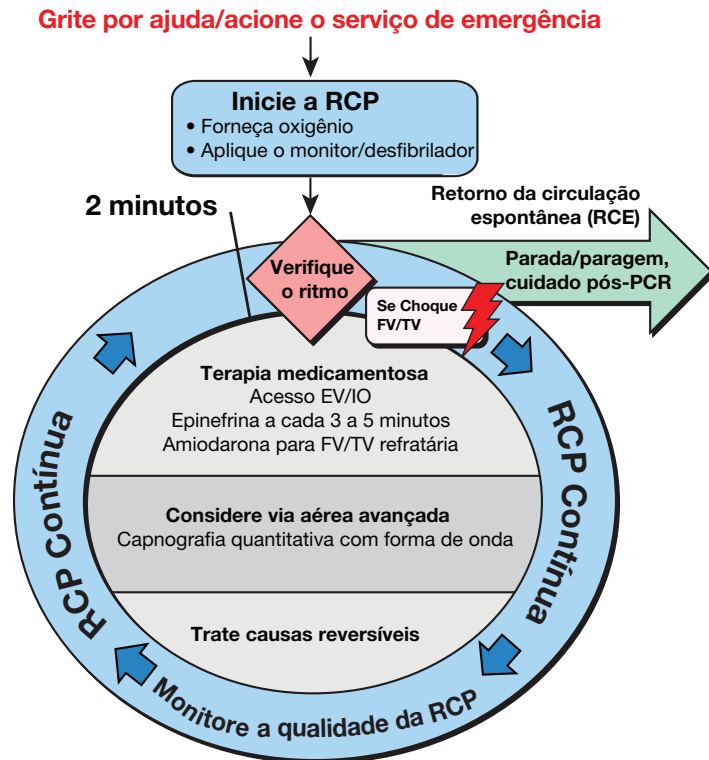 Grite por ajuda/acione o serviço de emergência
Inicie a RCP
• Forneça oxigênio
• Aplique o monitor/desfibrilador
2 minutos
Retorno da circulação
espontânea (RCE)
Verifique
o ritmo
Parada/paragem,
cuidado pós-PCR
Se Choque
FV/TV
Terapia medicamentosa
Acesso EV/IO
Epinefrina a cada 3 a 5 minutos
Amiodarona para FV/TV refratária
Considere via aérea avançada
Capnografia quantitativa com forma de onda
Trate causas reversíveis
RCP Contínua
RCP Contínua
Monitore a qualidade da RCP